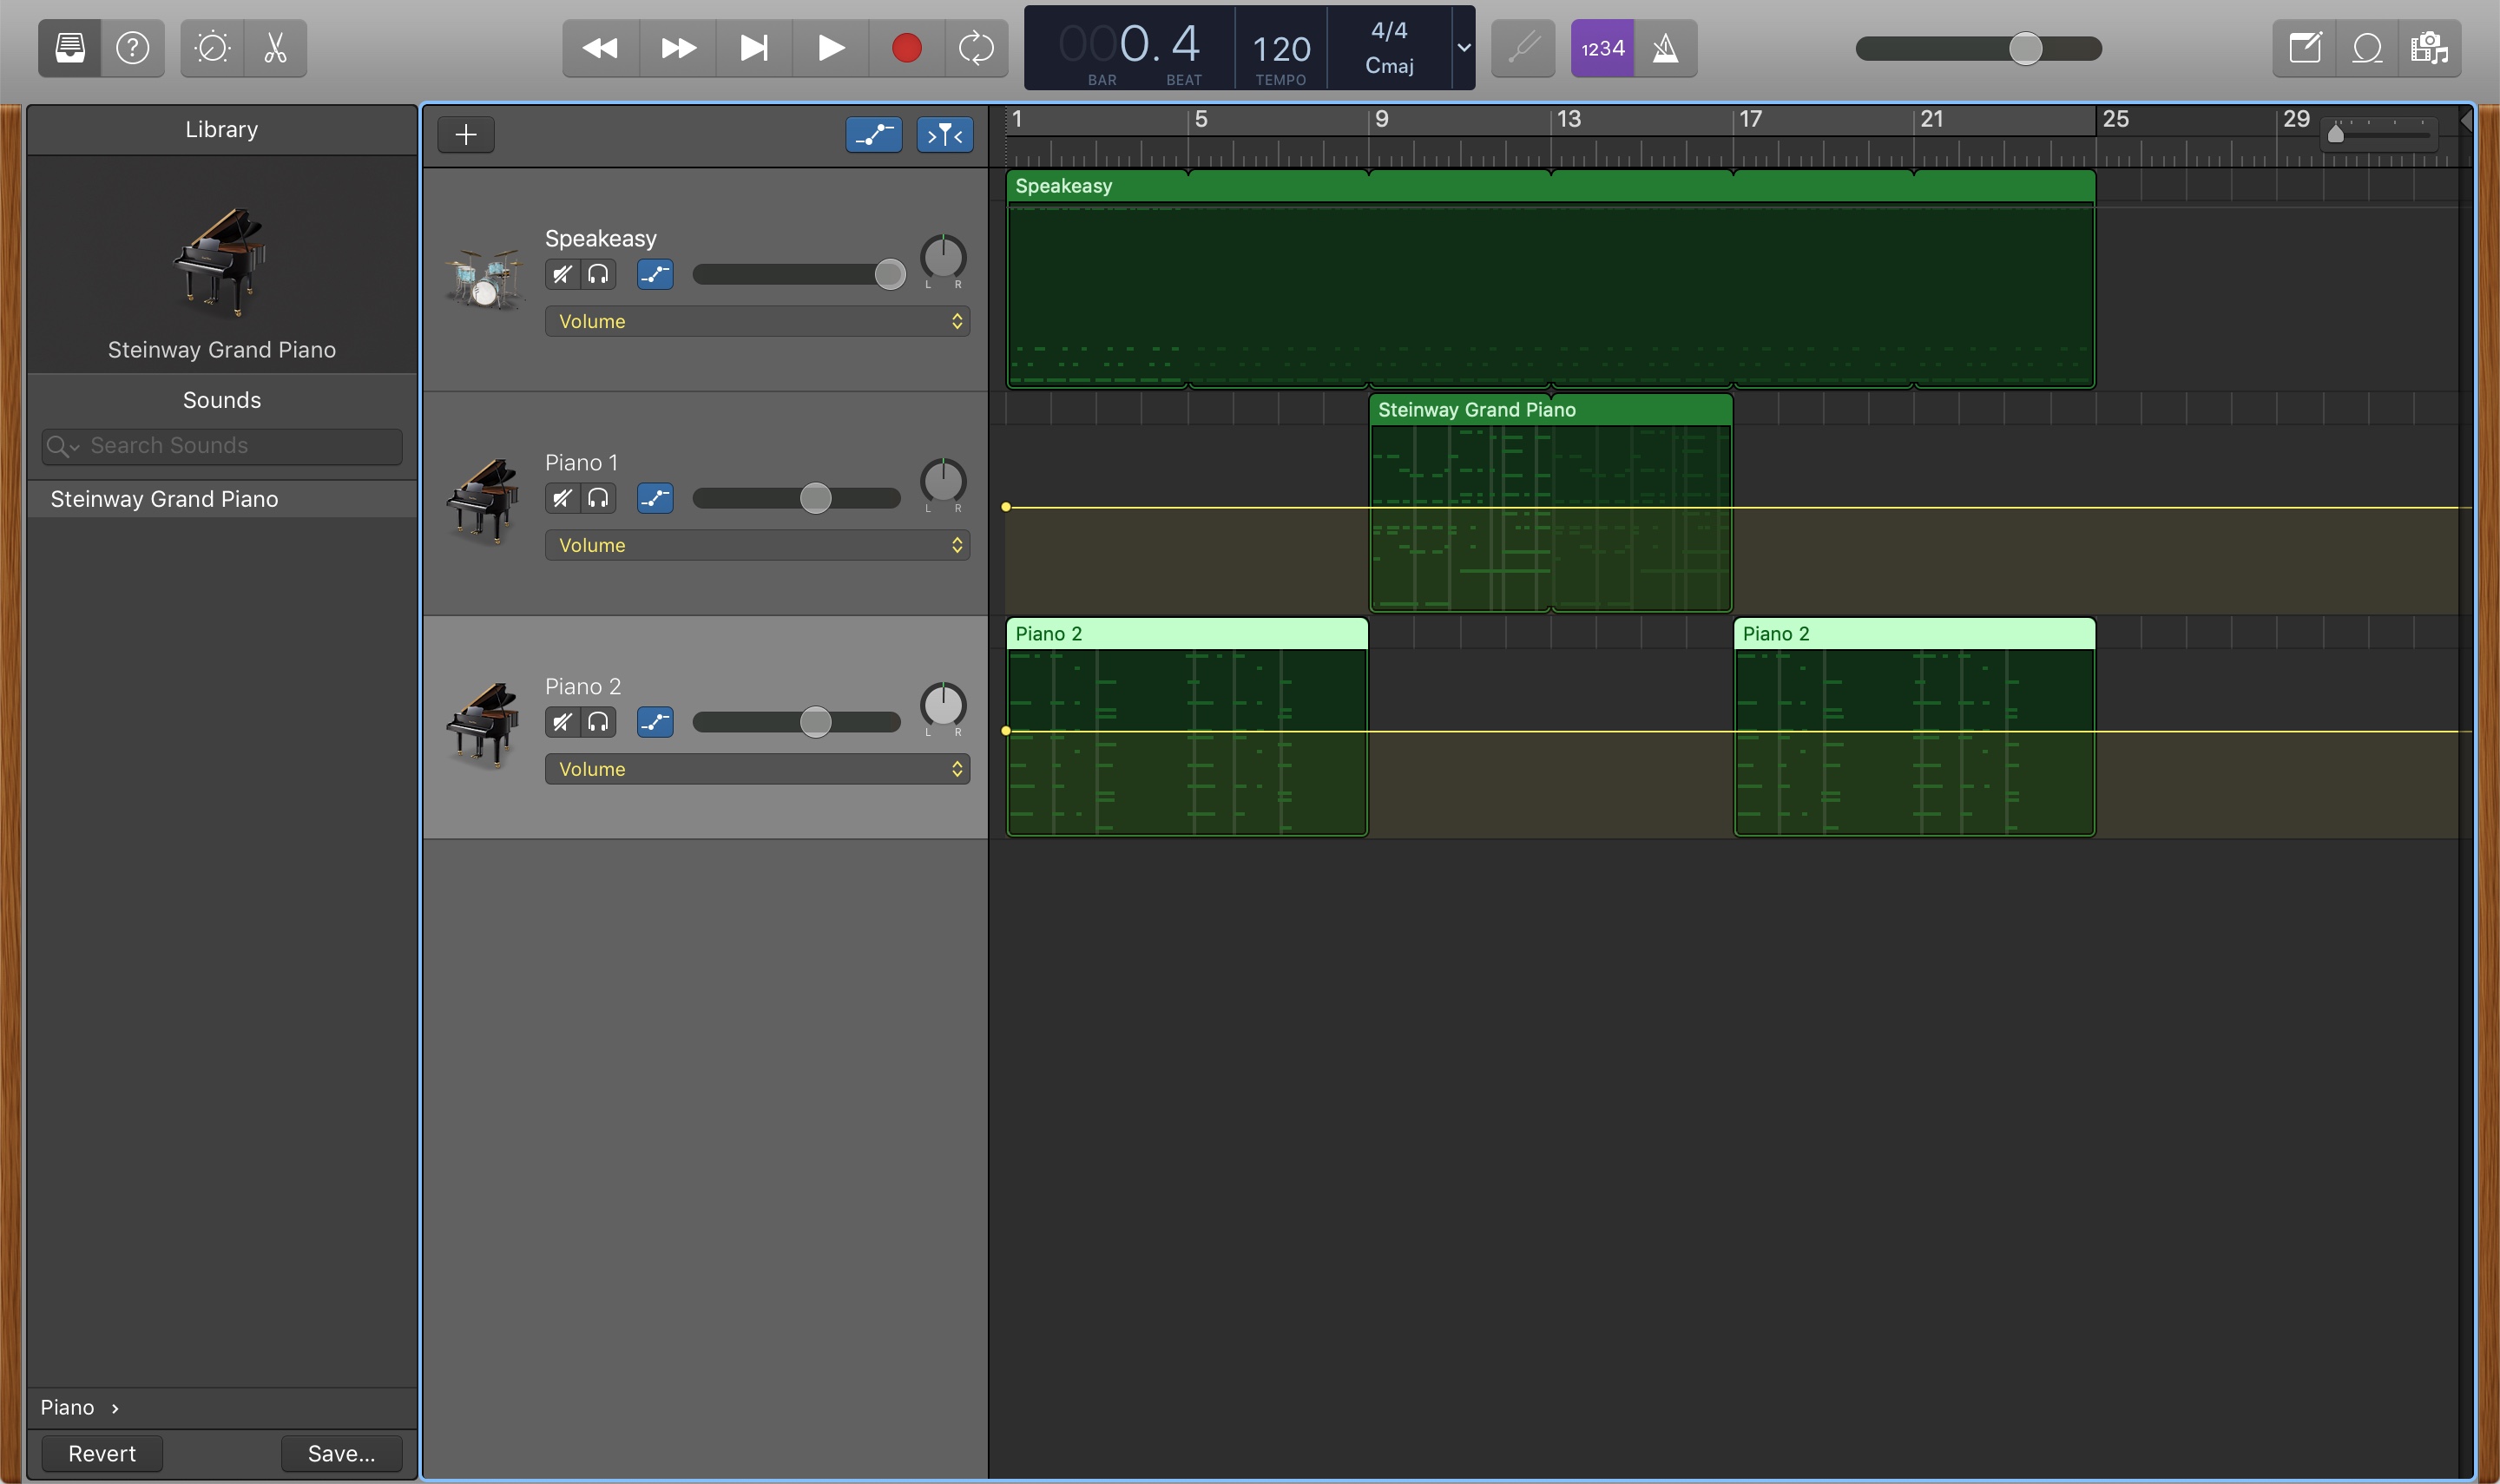 000. 4
BAR
BEAT
120
TEMPO
4/4
Cmaj
1234
Library
Steinway Grand Piano
Sounds
Search Sounds
Steinway Grand Piano
Piano
Revert
Save...
1 5 9 13 17 21 25 29
Speakeasy
L R
Volume
Piano 1
L R
Volume
Piano 2
L R
Volume
Speakeasy
Steinway Grand Piano
Piano 2
Piano 2